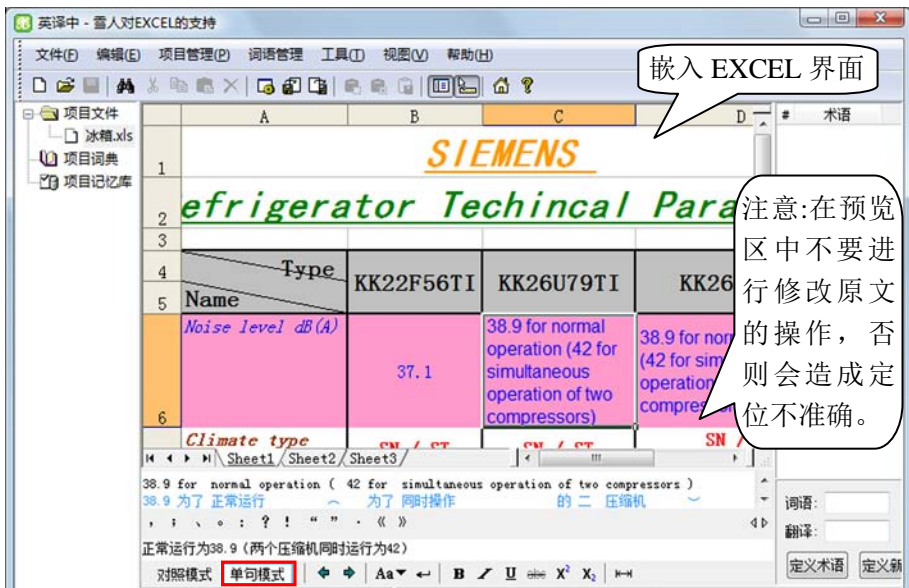 英译中 - 雪人对EXCEL的支持
文件(F) 编辑(E) 项目管理(P) 词语管理 工具(T) 视图(V) 帮助(H)
嵌入 EXCEL 界面
项目文件
冰箱.xls
项目词典
项目记忆库
A B C D
# 术语
1 SIEMENS
2 efrigerator Techincal Para
3
4 Type
5 Name
KK22F56TI KK26U79TI KK26
6
Noise level dB(A)
37.1
38.9 for normal
operation (42 for
simultaneous
operation of two
compressors)
38.9 for nor
(42 for sim
operation
compres
注意:在预览
区中不要进
行修改原文
的操作，否
则会造成定
位不准确。
Climate type SN / ST SN / ST SN /
Sheet1 Sheet2 Sheet3
38.9 for normal operation ( 42 for simultaneous operation of two compressors )
38.9 为了 正常运行 （ 为了 同时操作 的 二 压缩机 ）
， ； 、 。 ： ？ ！ “ ” · 《 》
正常运行为38.9（两个压缩机同时运行为42）
对照模式 单句模式 Aa B I U abc X² X₂
词语:
翻译:
定义术语 定义新